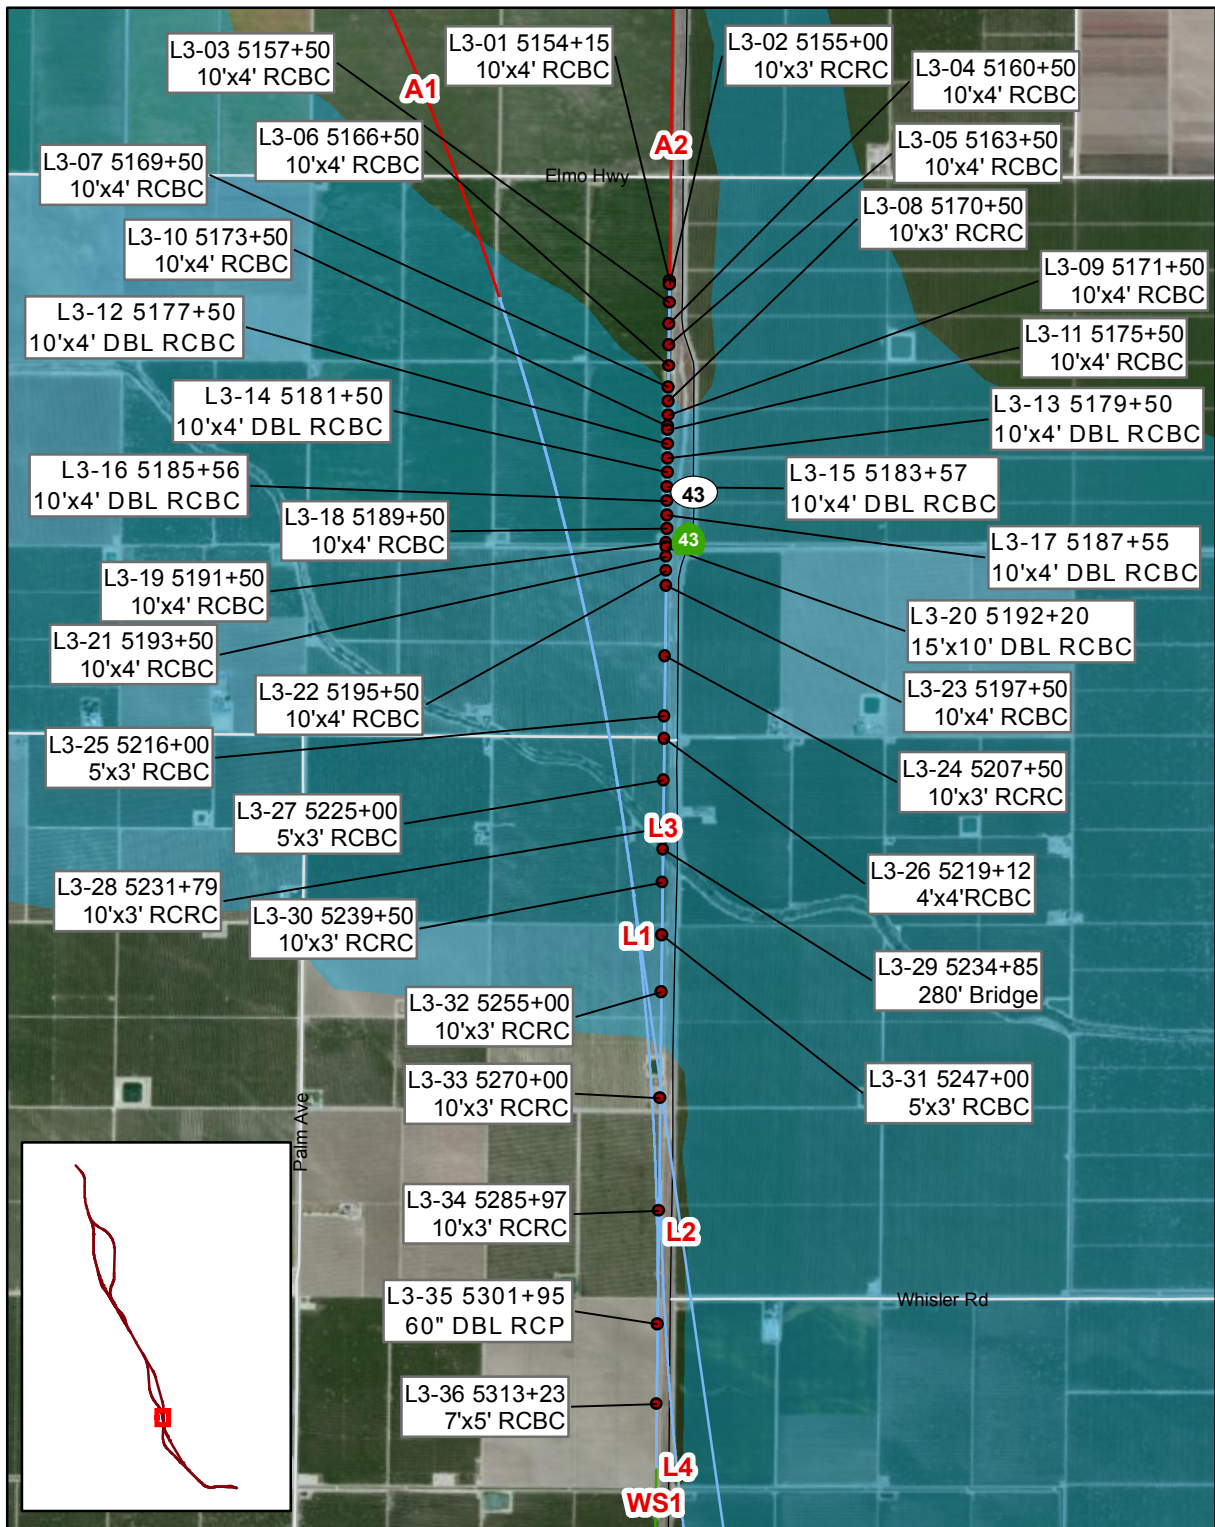 L3-03 5157+50
10'x4' RCBC
L3-01 5154+15
10'x4' RCBC
L3-02 5155+00
10'x3' RCRC
L3-04 5160+50
10'x4' RCBC
A1
L3-06 5166+50
10'x4' RCBC
A2
L3-05 5163+50
10'x4' RCBC
L3-07 5169+50
10'x4' RCBC
Elmo Hwy
L3-08 5170+50
10'x3' RCRC
L3-10 5173+50
10'x4' RCBC
L3-09 5171+50
10'x4' RCBC
L3-12 5177+50
10'x4' DBL RCBC
L3-11 5175+50
10'x4' RCBC
L3-14 5181+50
10'x4' DBL RCBC
L3-13 5179+50
10'x4' DBL RCBC
L3-16 5185+56
10'x4' DBL RCBC
43
L3-15 5183+57
10'x4' DBL RCBC
L3-18 5189+50
10'x4' RCBC
43
L3-17 5187+55
10'x4' DBL RCBC
L3-19 5191+50
10'x4' RCBC
L3-20 5192+20
15'x10' DBL RCBC
L3-21 5193+50
10'x4' RCBC
L3-22 5195+50
10'x4' RCBC
L3-23 5197+50
10'x4' RCBC
L3-25 5216+00
5'x3' RCBC
L3-24 5207+50
10'x3' RCRC
L3-27 5225+00
5'x3' RCBC
L3
L3-26 5219+12
4'x4'RCBC
L3-28 5231+79
10'x3' RCRC
L3-30 5239+50
10'x3' RCRC
L1
L3-29 5234+85
280' Bridge
L3-32 5255+00
10'x3' RCRC
L3-33 5270+00
10'x3' RCRC
L3-31 5247+00
5'x3' RCBC
Palm Ave
L3-34 5285+97
10'x3' RCRC
L2
L3-35 5301+95
60" DBL RCP
Whisler Rd
L3-36 5313+23
7'x5' RCBC
L4
WS1